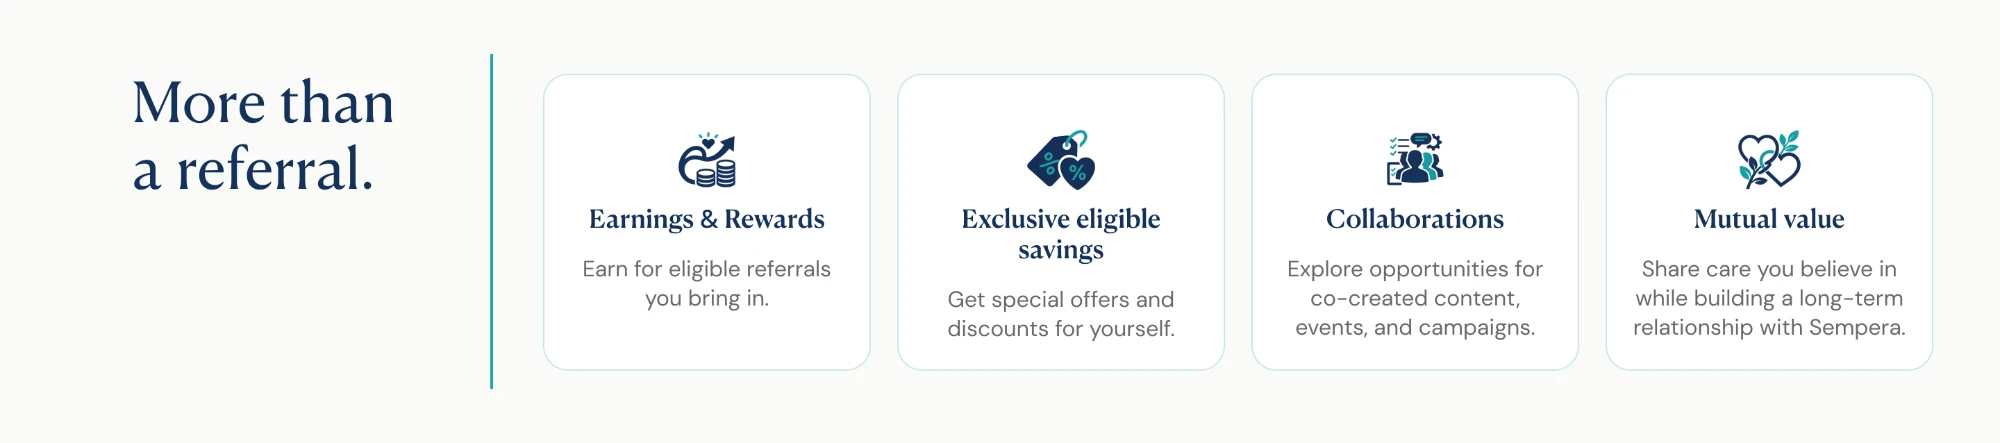 More than
a referral.
Earnings & Rewards
Earn for eligible referrals
you bring in.
Exclusive eligible
savings
Get special offers and
discounts for yourself.
Collaborations
Explore opportunities for
co-created content,
events, and campaigns.
Mutual value
Share care you believe in
while building a long-term
relationship with Sempera.